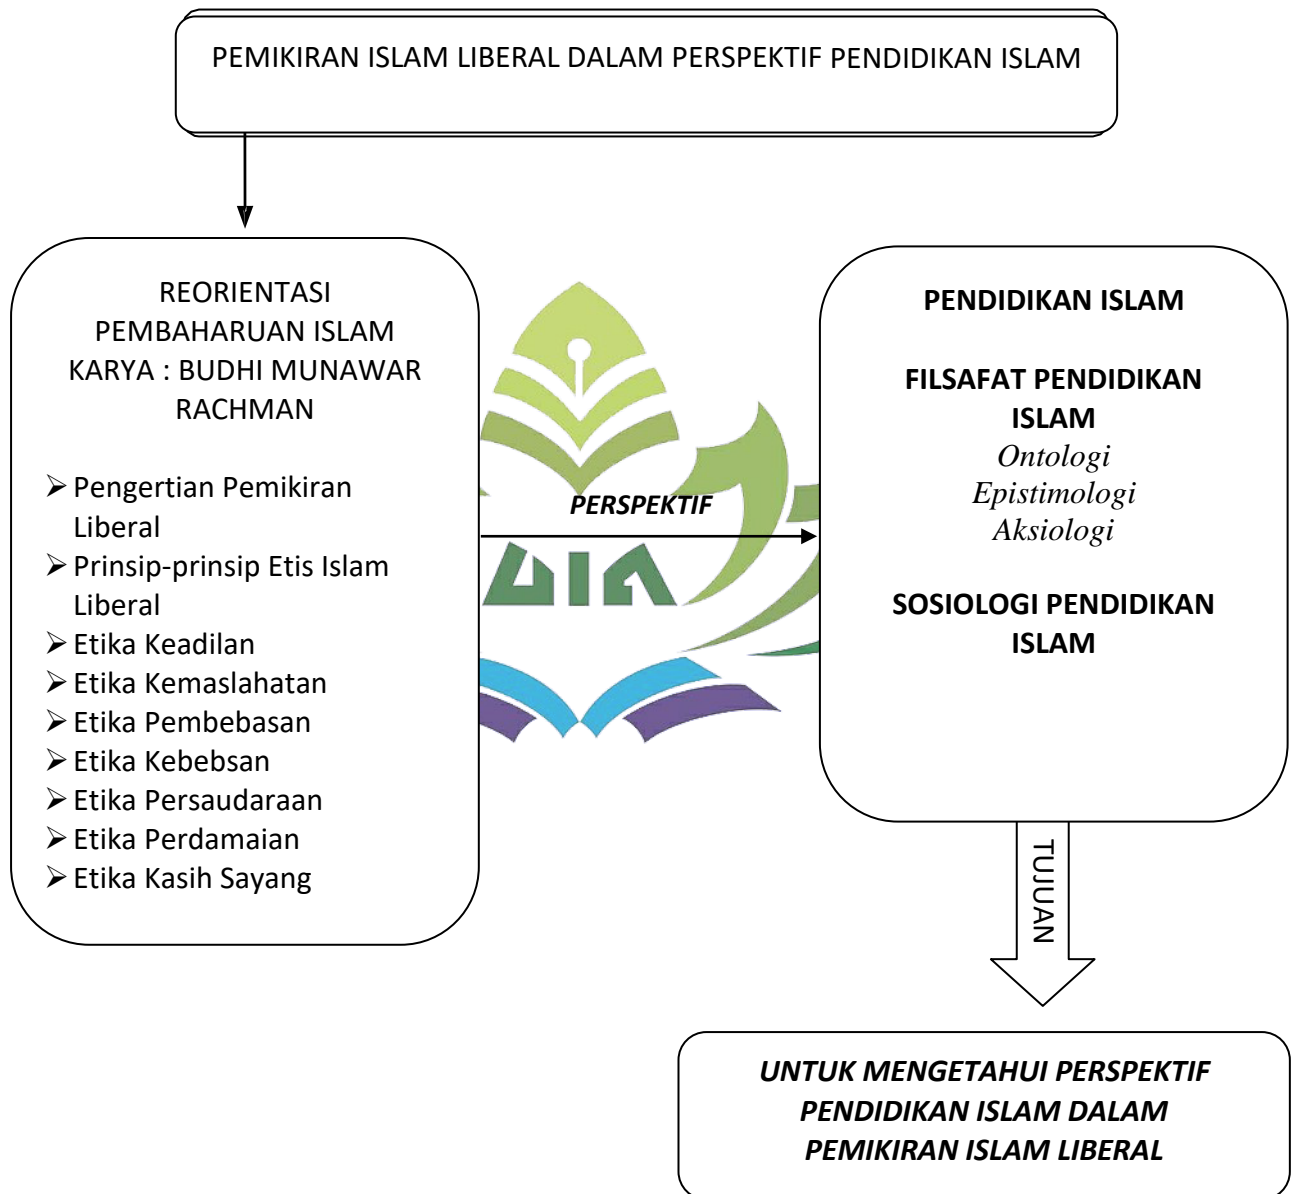 PEMIKIRAN ISLAM LIBERAL DALAM PERSPEKTIF PENDIDIKAN ISLAM
REORIENTASI
PEMBAHARUAN ISLAM
KARYA : BUDHI MUNAWAR
RACHMAN
➢ Pengertian Pemikiran
Liberal
➢ Prinsip-prinsip Etis Islam
Liberal
➢ Etika Keadilan
➢ Etika Kemaslahatan
➢ Etika Pembebasan
➢ Etika Kebebsan
➢ Etika Persaudaraan
➢ Etika Perdamaian
➢ Etika Kasih Sayang
PERSPEKTIF
PENDIDIKAN ISLAM
FILSAFAT PENDIDIKAN
ISLAM
Ontologi
Epistimologi
Aksiologi
SOSIOLOGI PENDIDIKAN
ISLAM
TUJUAN
UNTUK MENGETAHUI PERSPEKTIF
PENDIDIKAN ISLAM DALAM
PEMIKIRAN ISLAM LIBERAL